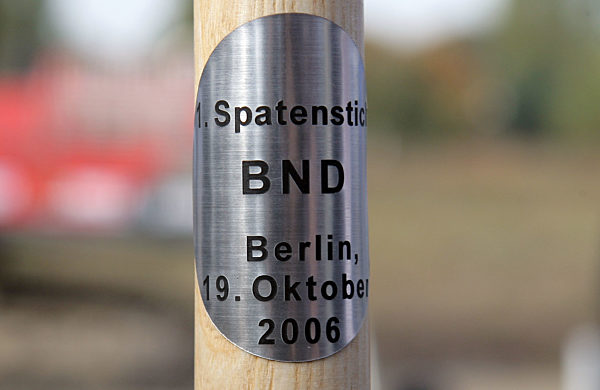 1. Spatenstich
BND
Berlin,
19. Oktober
2006